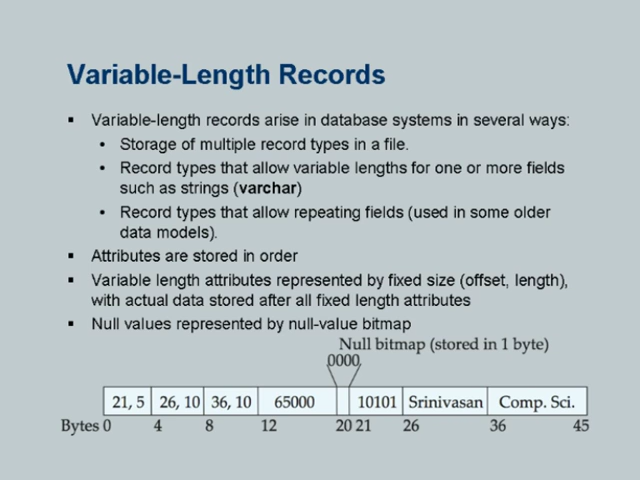 Variable-Length Records
▪ Variable-length records arise in database systems in several ways:
• Storage of multiple record types in a file.
• Record types that allow variable lengths for one or more fields
such as strings (varchar)
• Record types that allow repeating fields (used in some older
data models).
▪ Attributes are stored in order
▪ Variable length attributes represented by fixed size (offset, length),
with actual data stored after all fixed length attributes
▪ Null values represented by null-value bitmap
Null bitmap (stored in 1 byte)
0000
21, 5 26, 10 36, 10 65000 10101 Srinivasan Comp. Sci.
Bytes 0 4 8 12 20 21 26 36 45